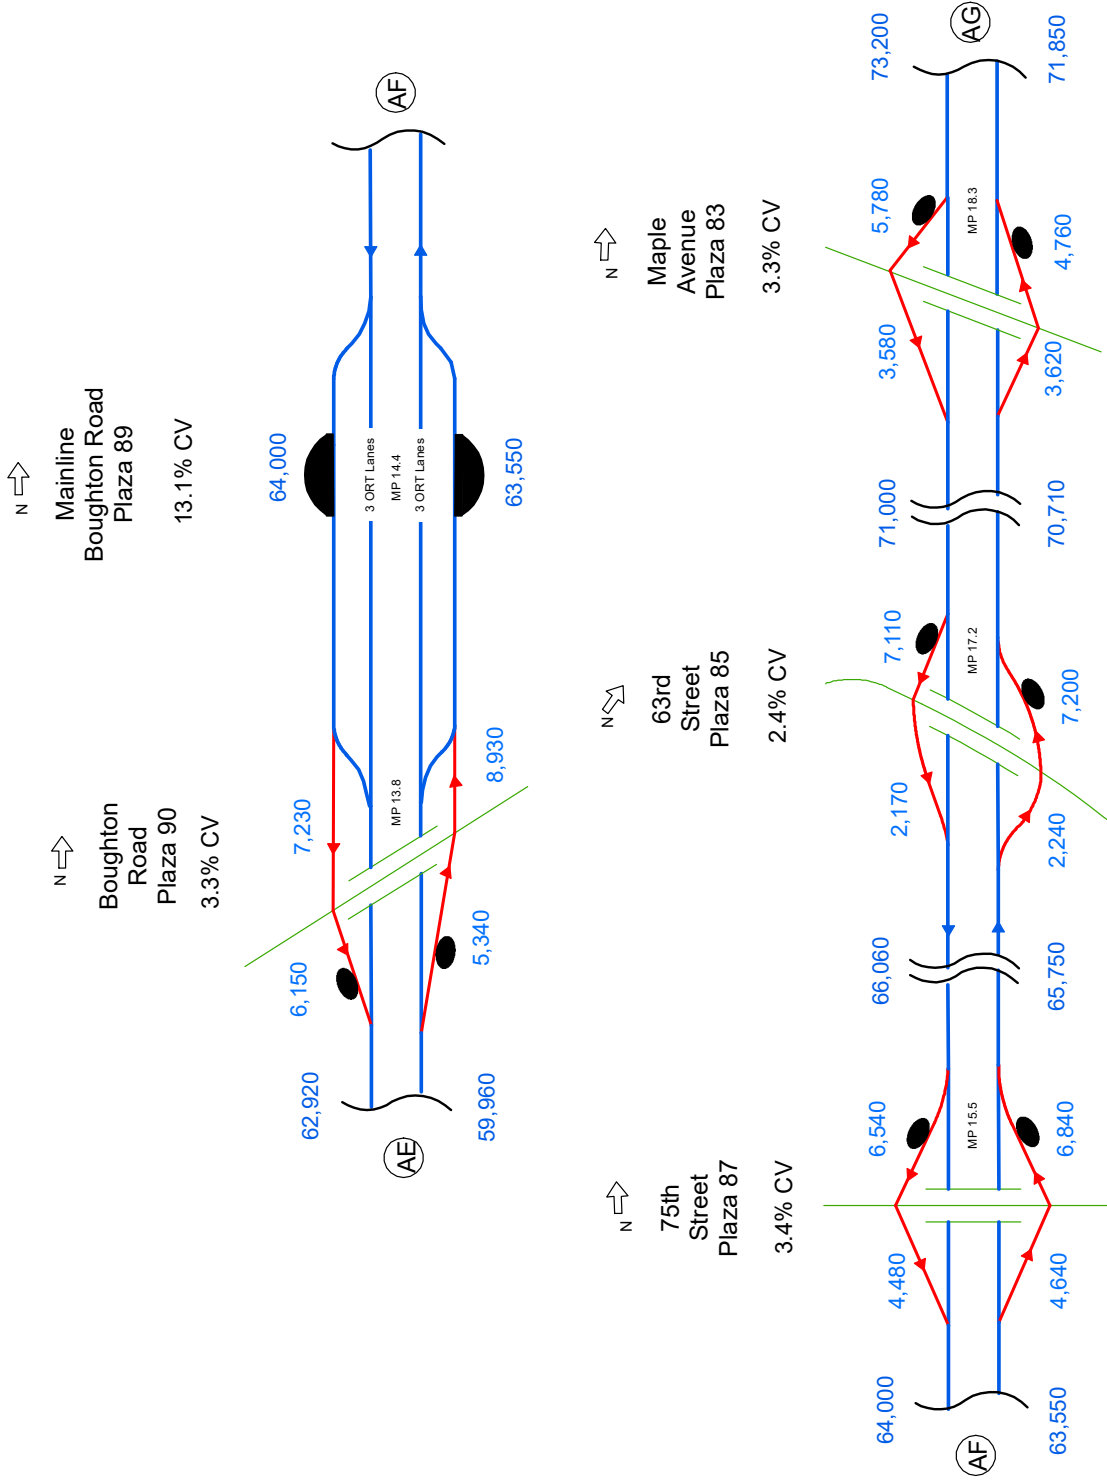 N
Mainline
Boughton Road
Plaza 89
13.1% CV
N
Boughton
Road
Plaza 90
3.3% CV
AE
62,920
59,960
6,150
5,340
7,230
8,930
MP 13.8
64,000
3 ORT Lanes
MP 14.4
3 ORT Lanes
63,550
AF
N
75th
Street
Plaza 87
3.4% CV
N
63rd
Street
Plaza 85
2.4% CV
N
Maple
Avenue
Plaza 83
3.3% CV
AF
64,000
63,550
4,480
4,640
6,540
6,840
MP 15.5
66,060
65,750
2,170
2,240
7,110
7,200
MP 17.2
71,000
70,710
3,580
3,620
5,780
4,760
MP 18.3
73,200
71,850
AG